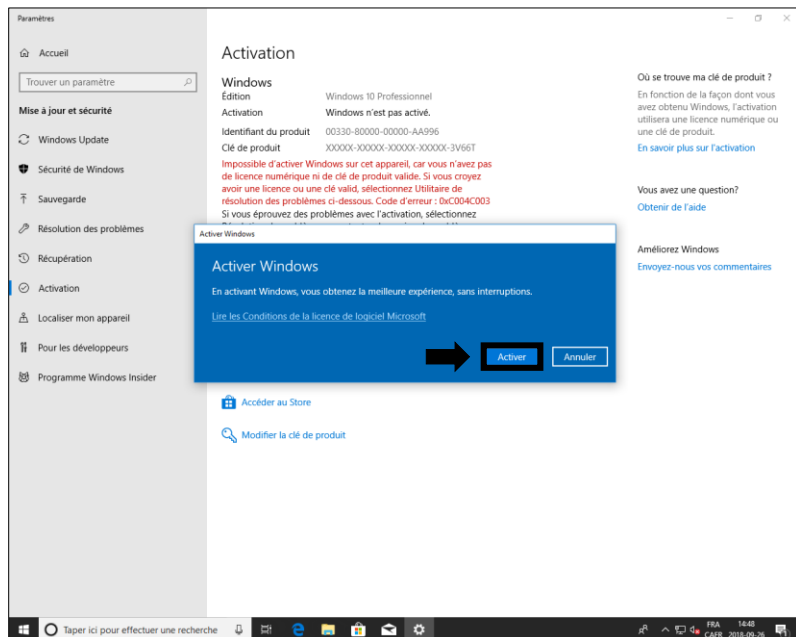 Paramètres
Accueil
Trouver un paramètre
Mise à jour et sécurité
Windows Update
Sécurité de Windows
Sauvegarde
Résolution des problèmes
Récupération
Activation
Localiser mon appareil
Pour les développeurs
Programme Windows Insider
Activation
Windows
Édition Windows 10 Professionnel
Activation Windows n'est pas activé.
Identifiant du produit 00330-80000-00000-AA996
Clé de produit XXXXX-XXXXX-XXXXX-XXXXX-3V66T
Impossible d'activer Windows sur cet appareil, car vous n'avez pas
de licence numérique ni de clé de produit valide. Si vous croyez
avoir une licence ou une clé valid, sélectionnez Utilitaire de
résolution des problèmes ci-dessous. Code d'erreur : 0xC004C003
Si vous éprouvez des problèmes avec l'activation, sélectionnez
Activer Windows
Activer Windows
En activant Windows, vous obtenez la meilleure expérience, sans interruptions.
Lire les Conditions de la licence de logiciel Microsoft
Activer
Annuler
Accéder au Store
Modifier la clé de produit
Où se trouve ma clé de produit ?
En fonction de la façon dont vous
avez obtenu Windows, l'activation
utilisera une licence numérique ou
une clé de produit.
En savoir plus sur l'activation
Vous avez une question?
Obtenir de l'aide
Améliorez Windows
Envoyez-nous vos commentaires
Taper ici pour effectuer une recherche
FRA 14:48
CAFR 2018-09-26